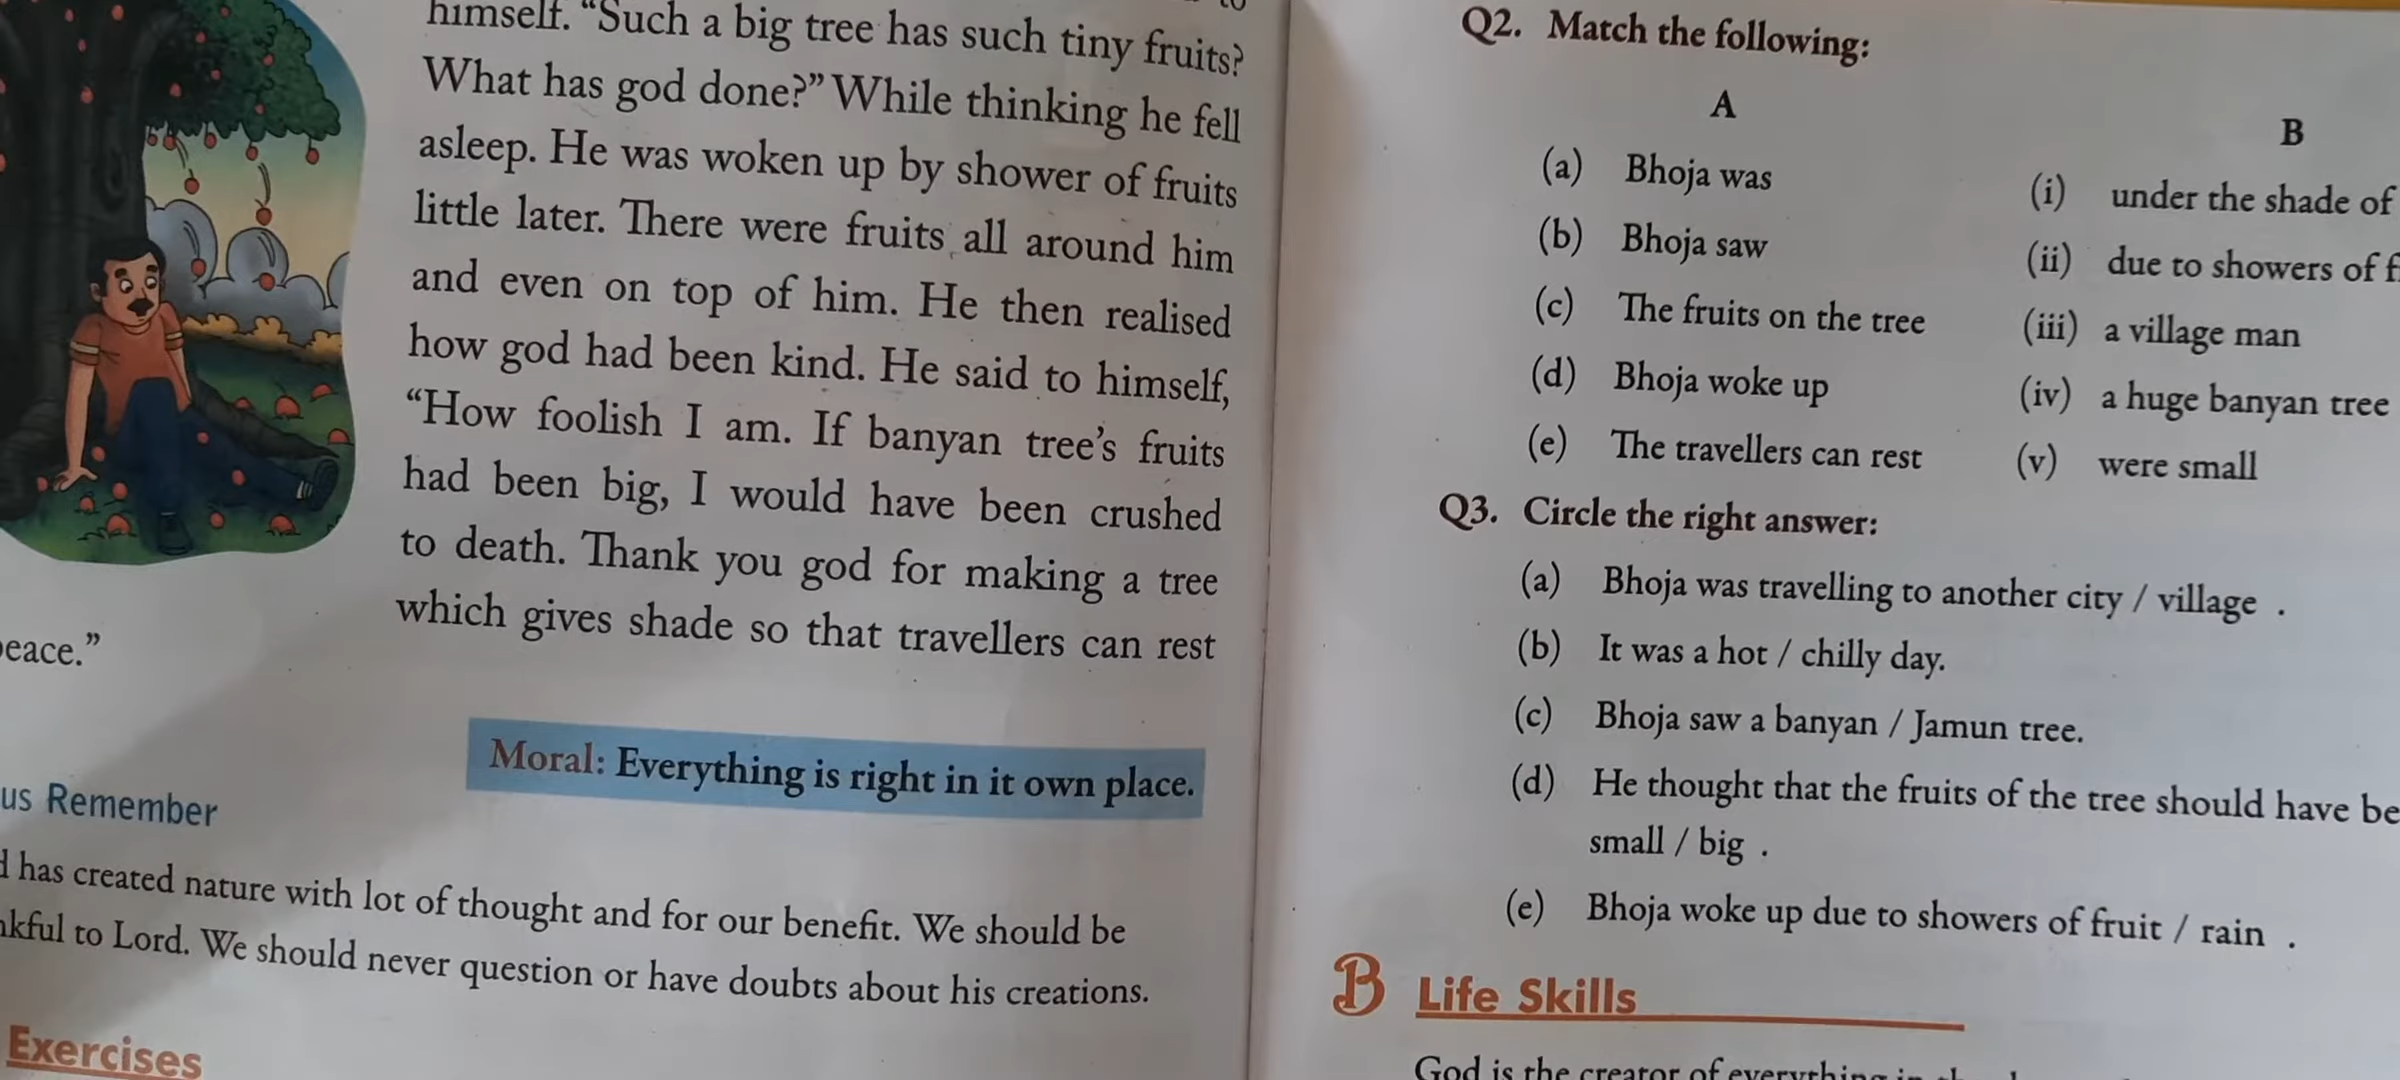 himself. “Such a big tree has such tiny fruits?
What has god done?” While thinking he fell
asleep. He was woken up by shower of fruits
little later. There were fruits all around him
and even on top of him. He then realised
how god had been kind. He said to himself,
“How foolish I am. If banyan tree’s fruits
had been big, I would have been crushed
to death. Thank you god for making a tree
which gives shade so that travellers can rest
eace.”
Moral: Everything is right in it own place.
us Remember
has created nature with lot of thought and for our benefit. We should be
kful to Lord. We should never question or have doubts about his creations.
Exercises
Q2. Match the following:
A B
(a) Bhoja was (i) under the shade of
(b) Bhoja saw (ii) due to showers of
(c) The fruits on the tree (iii) a village man
(d) Bhoja woke up (iv) a huge banyan tree
(e) The travellers can rest (v) were small
Q3. Circle the right answer:
(a) Bhoja was travelling to another city / village .
(b) It was a hot / chilly day.
(c) Bhoja saw a banyan / Jamun tree.
(d) He thought that the fruits of the tree should have be
small / big .
(e) Bhoja woke up due to showers of fruit / rain .
B Life Skills
God is the creator of everything in